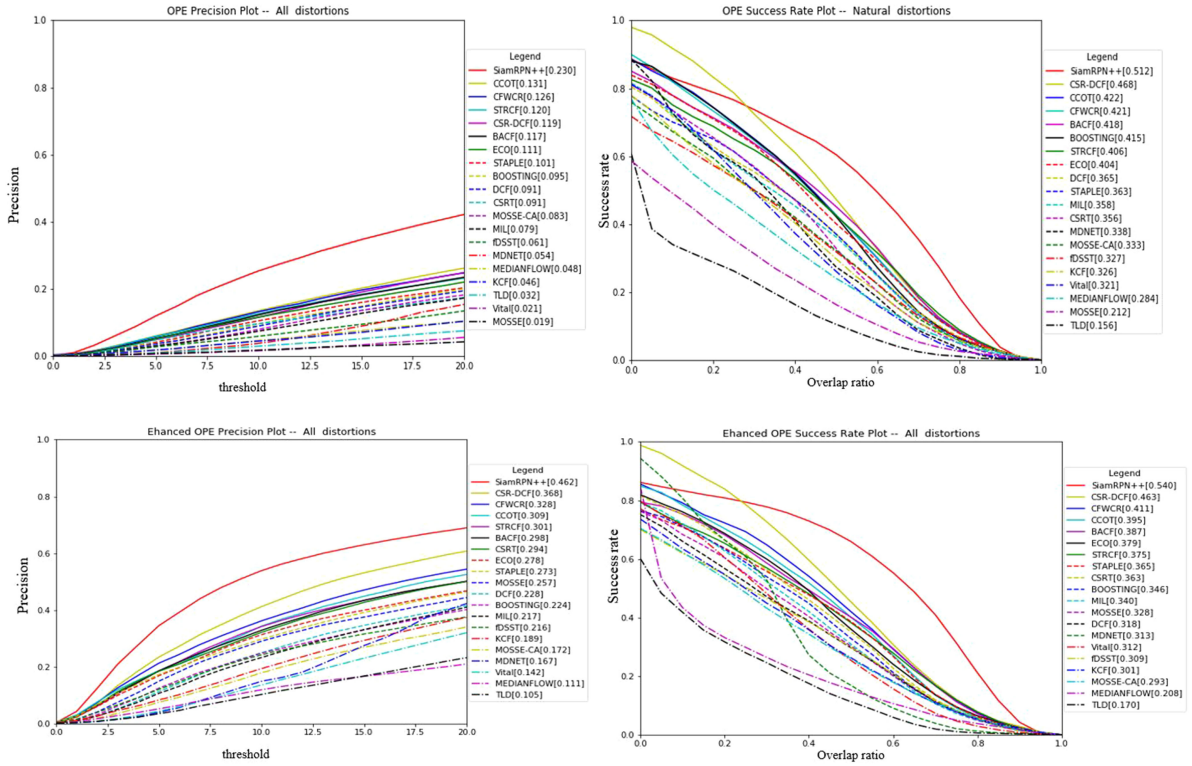 OPE Precision Plot -- All distortions
Precision
1.0
0.8
0.6
0.4
0.2
0.0
0.0 2.5 5.0 7.5 10.0 12.5 15.0 17.5 20.0
threshold
Legend
SiamRPN++[0.230]
CCOT[0.131]
CFWCR[0.126]
STRCF[0.120]
CSR-DCF[0.119]
BACF[0.117]
ECO[0.111]
STAPLE[0.101]
BOOSTING[0.095]
DCF[0.091]
CSRT[0.091]
MOSSE-CA[0.083]
MIL[0.079]
fDSST[0.061]
MDNET[0.054]
MEDIANFLOW[0.048]
KCF[0.046]
TLD[0.032]
Vital[0.021]
MOSSE[0.019]
OPE Success Rate Plot -- Natural distortions
Success rate
1.0
0.8
0.6
0.4
0.2
0.0
0.0 0.2 0.4 0.6 0.8 1.0
Overlap ratio
Legend
SiamRPN++[0.512]
CSR-DCF[0.468]
CCOT[0.422]
CFWCR[0.421]
BACF[0.418]
BOOSTING[0.415]
STRCF[0.406]
ECO[0.404]
DCF[0.365]
STAPLE[0.363]
MIL[0.358]
CSRT[0.356]
MDNET[0.338]
MOSSE-CA[0.333]
fDSST[0.327]
KCF[0.326]
Vital[0.321]
MEDIANFLOW[0.284]
MOSSE[0.212]
TLD[0.156]
Ehanced OPE Precision Plot -- All distortions
Precision
1.0
0.8
0.6
0.4
0.2
0.0
0.0 2.5 5.0 7.5 10.0 12.5 15.0 17.5 20.0
threshold
Legend
SiamRPN++[0.462]
CSR-DCF[0.368]
CFWCR[0.328]
CCOT[0.309]
STRCF[0.301]
BACF[0.298]
CSRT[0.294]
ECO[0.278]
STAPLE[0.273]
MOSSE[0.257]
DCF[0.228]
BOOSTING[0.224]
MIL[0.217]
fDSST[0.216]
KCF[0.189]
MOSSE-CA[0.172]
MDNET[0.167]
Vital[0.142]
MEDIANFLOW[0.111]
TLD[0.105]
Ehanced OPE Success Rate Plot -- All distortions
Success rate
1.0
0.8
0.6
0.4
0.2
0.0
0.0 0.2 0.4 0.6 0.8 1.0
Overlap ratio
Legend
SiamRPN++[0.540]
CSR-DCF[0.463]
CFWCR[0.411]
CCOT[0.395]
BACF[0.387]
ECO[0.379]
STRCF[0.375]
STAPLE[0.365]
CSRT[0.363]
BOOSTING[0.346]
MIL[0.340]
MOSSE[0.328]
DCF[0.318]
MDNET[0.313]
Vital[0.312]
fDSST[0.309]
KCF[0.301]
MOSSE-CA[0.293]
MEDIANFLOW[0.208]
TLD[0.170]